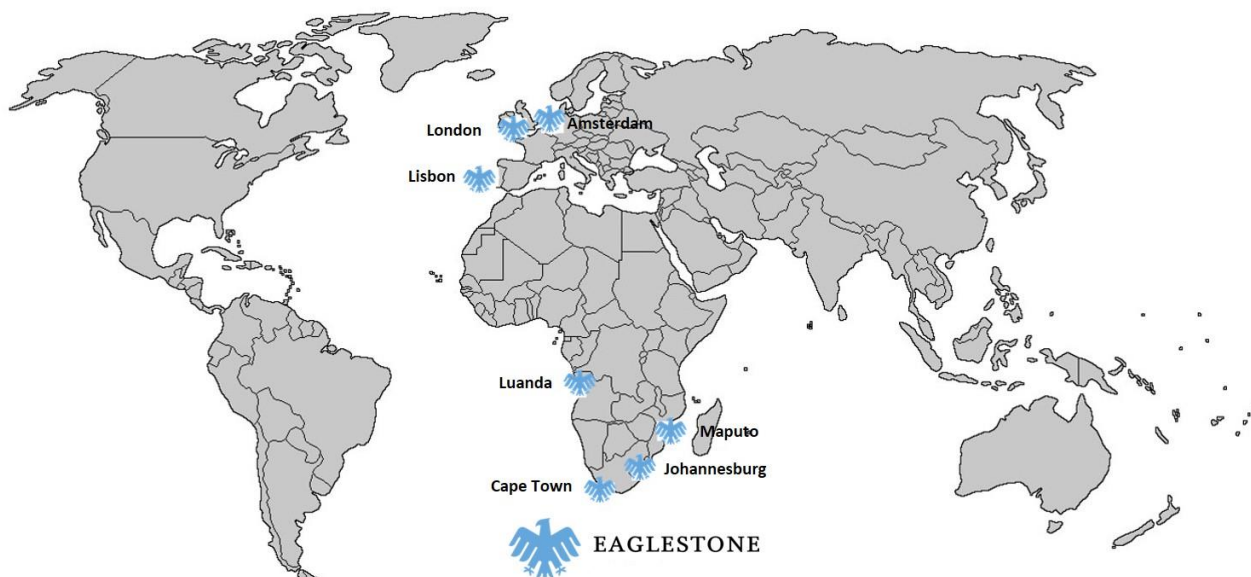 London
Amsterdam
Lisbon
Luanda
Maputo
Johannesburg
Cape Town
EAGLESTONE